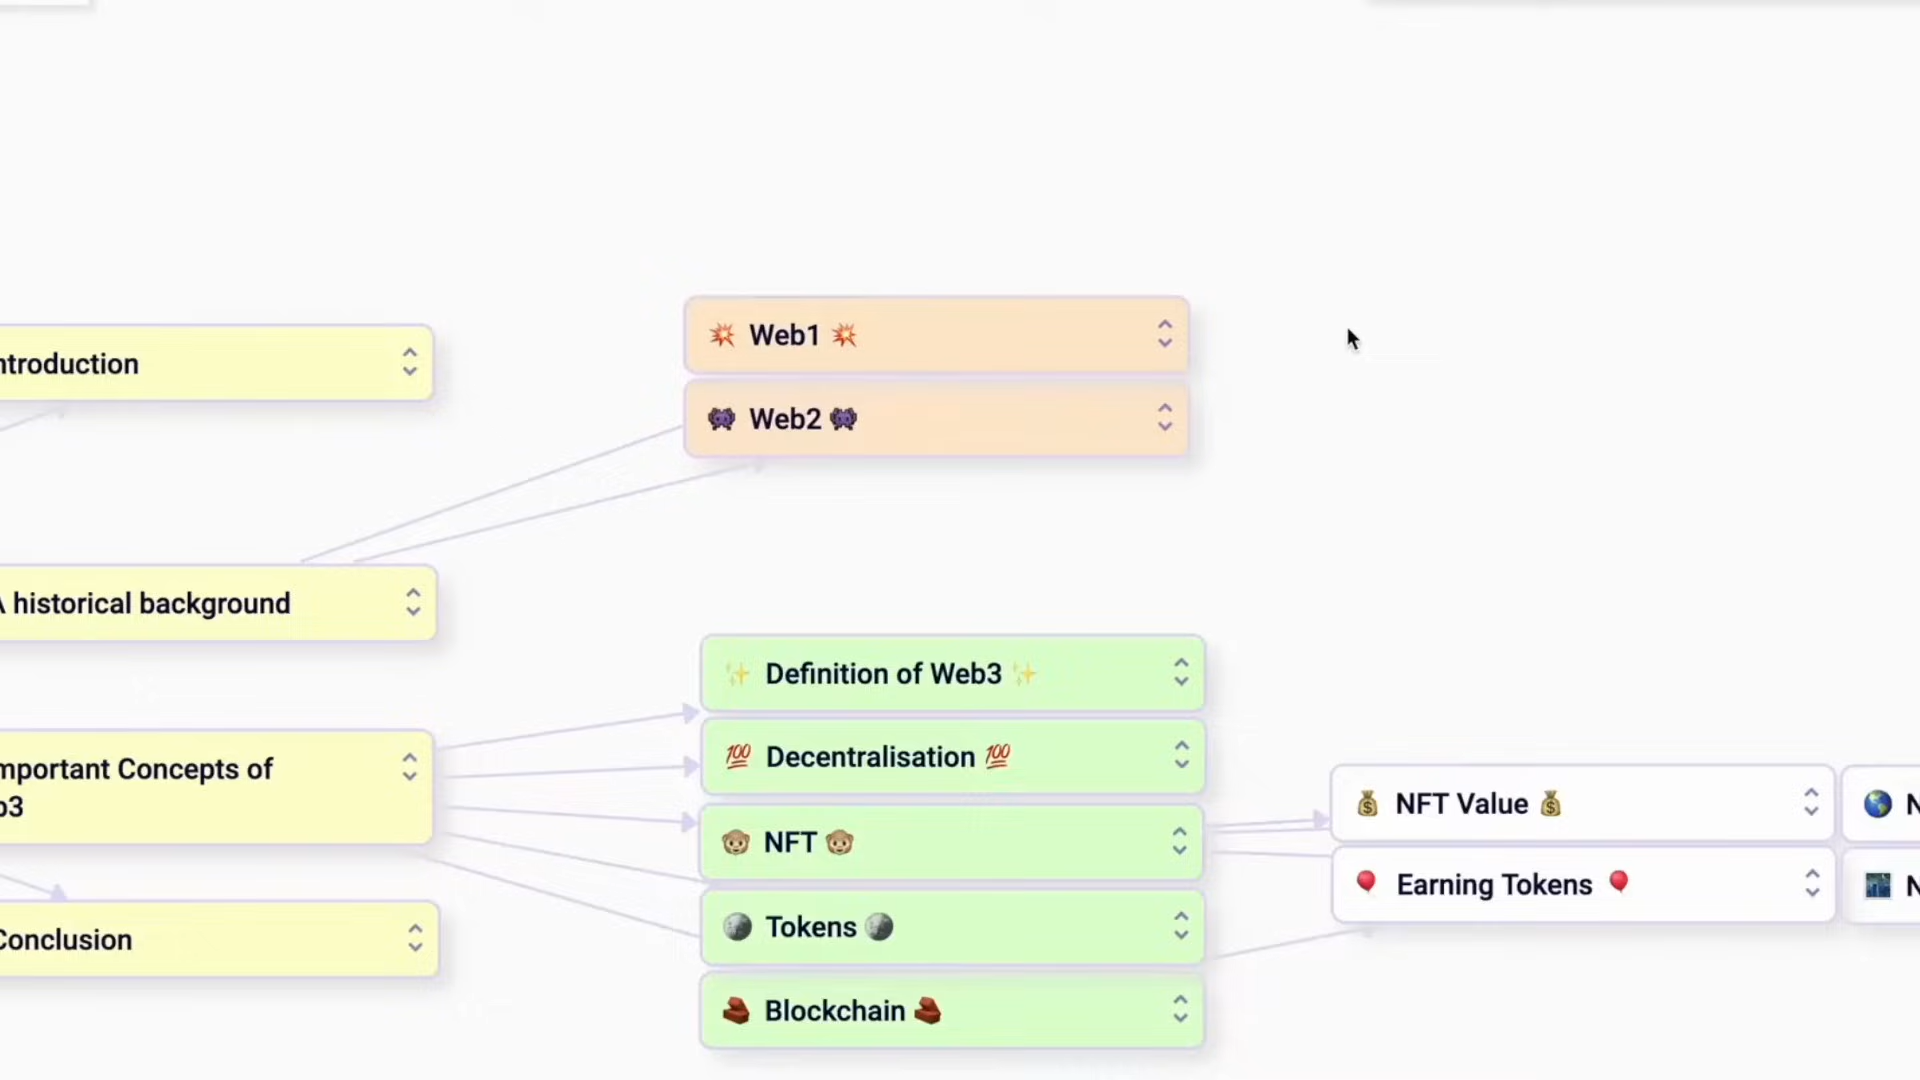 ntroduction
A historical background
mportant Concepts of
b3
Conclusion
💥 Web1 💥
👾 Web2 👾
✨ Definition of Web3 ✨
💯 Decentralisation 💯
🐵 NFT 🐵
🌑 Tokens 🌑
🧱 Blockchain 🧱
💰 NFT Value 💰
🎈 Earning Tokens 🎈
🌎 N
🌃 N